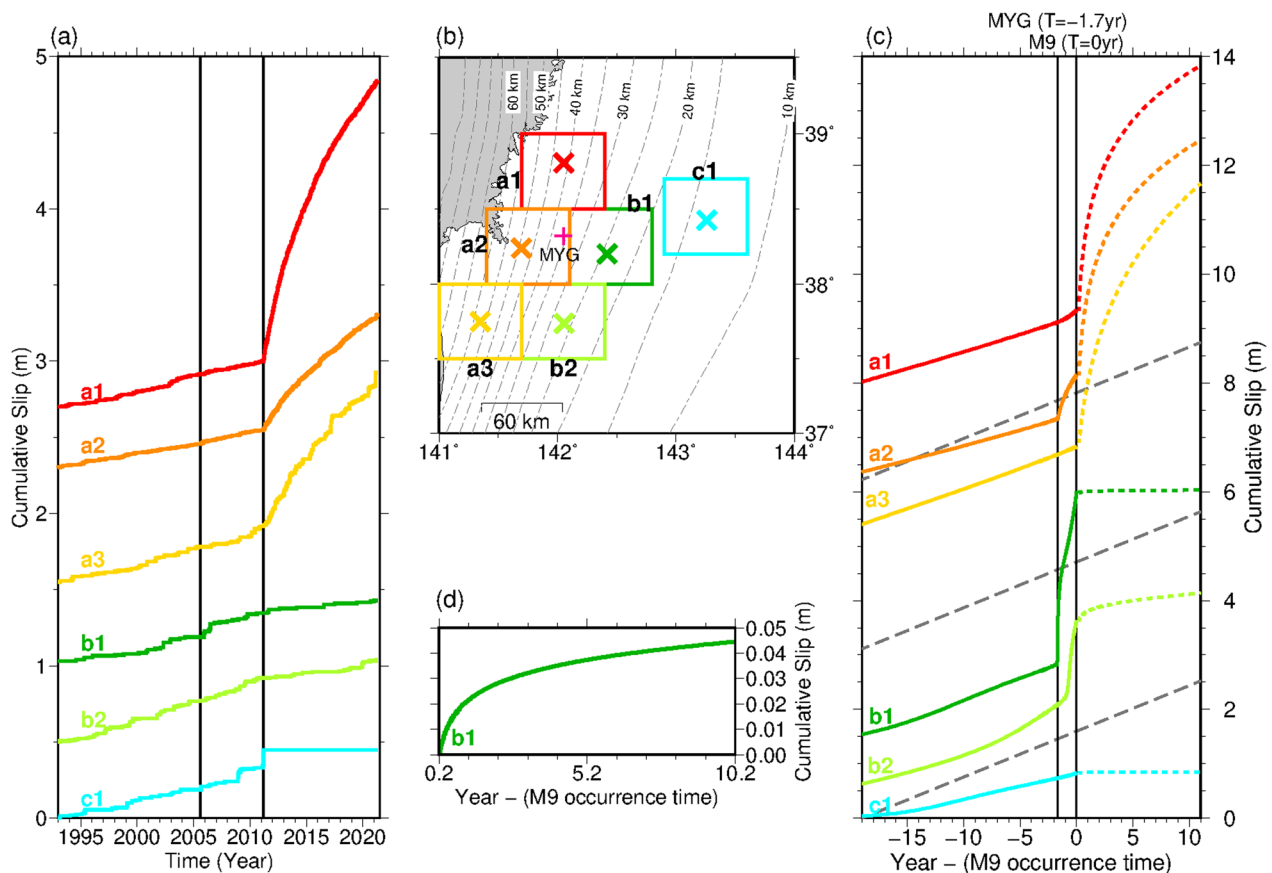 (a)
5
4
3
2
1
0
Cumulative Slip (m)
a1
a2
a3
b1
b2
c1
1995 2000 2005 2010 2015 2020
Time (Year)
(b)
60 km
50 km
40 km
30 km
20 km
10 km
a1
c1
b1
a2
MYG
a3
b2
60 km
39°
38°
37°
141° 142° 143° 144°
(d)
0.05
0.04
0.03
0.02
0.01
0.00
Cumulative Slip (m)
b1
0.2 5.2 10.2
Year – (M9 occurrence time)
MYG (T=−1.7yr)
M9 (T=0yr)
(c)
14
12
10
8
6
4
2
0
Cumulative Slip (m)
a1
a2
a3
b1
b2
c1
−15 −10 −5 0 5 10
Year – (M9 occurrence time)